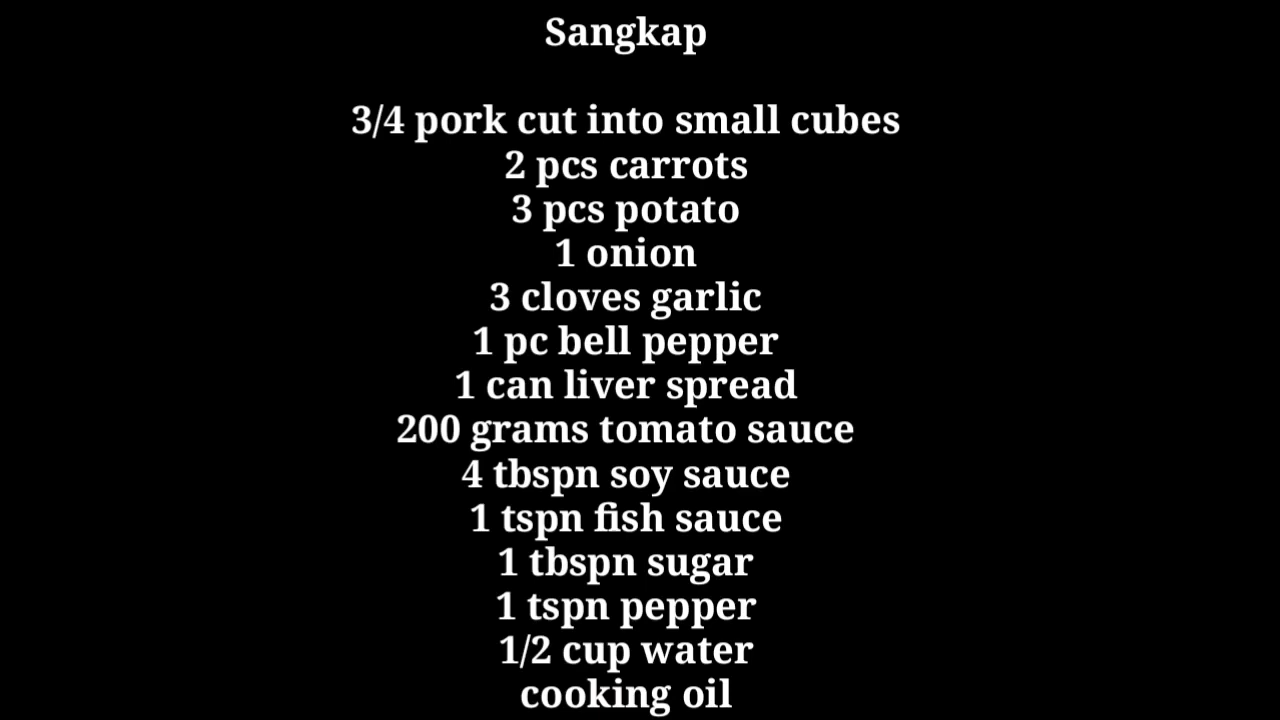 Sangkap
3/4 pork cut into small cubes
2 pcs carrots
3 pcs potato
1 onion
3 cloves garlic
1 pc bell pepper
1 can liver spread
200 grams tomato sauce
4 tbspn soy sauce
1 tspn fish sauce
1 tbspn sugar
1 tspn pepper
1/2 cup water
cooking oil